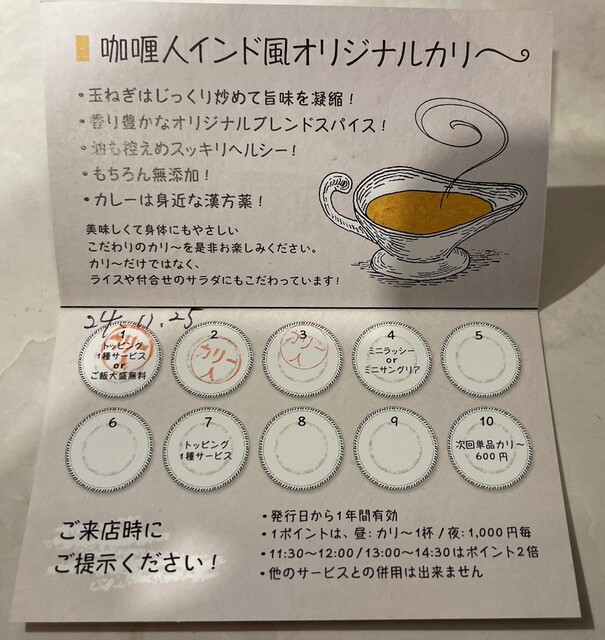 咖喱人インド風オリジナルカリ〜
・玉ねぎはじっくり炒めて旨味を凝縮！
・香り豊かなオリジナルブレンドスパイス！
・油も控えめスッキリヘルシー！
・もちろん無添加！
・カレーは身近な漢方薬！
美味しくて身体にもやさしい
こだわりのカリ〜を是非お楽しみください。
カリ〜だけではなく、
ライスや付合せのサラダにもこだわっています！
24.11.25
1
トッピング
1種サービス
or
ご飯大盛無料
カリー人
2
カリー人
3
カリー人
4
ミニラッシー
or
ミニサングリア
5
6
7
トッピング
1種サービス
8
9
10
次回単品カリ〜
600円
ご来店時に
ご提示ください！
・発行日から1年間有効
・1ポイントは、昼：カリ〜1杯 / 夜：1,000円毎
・11:30〜12:00 / 13:00〜14:30はポイント2倍
・他のサービスとの併用は出来ません